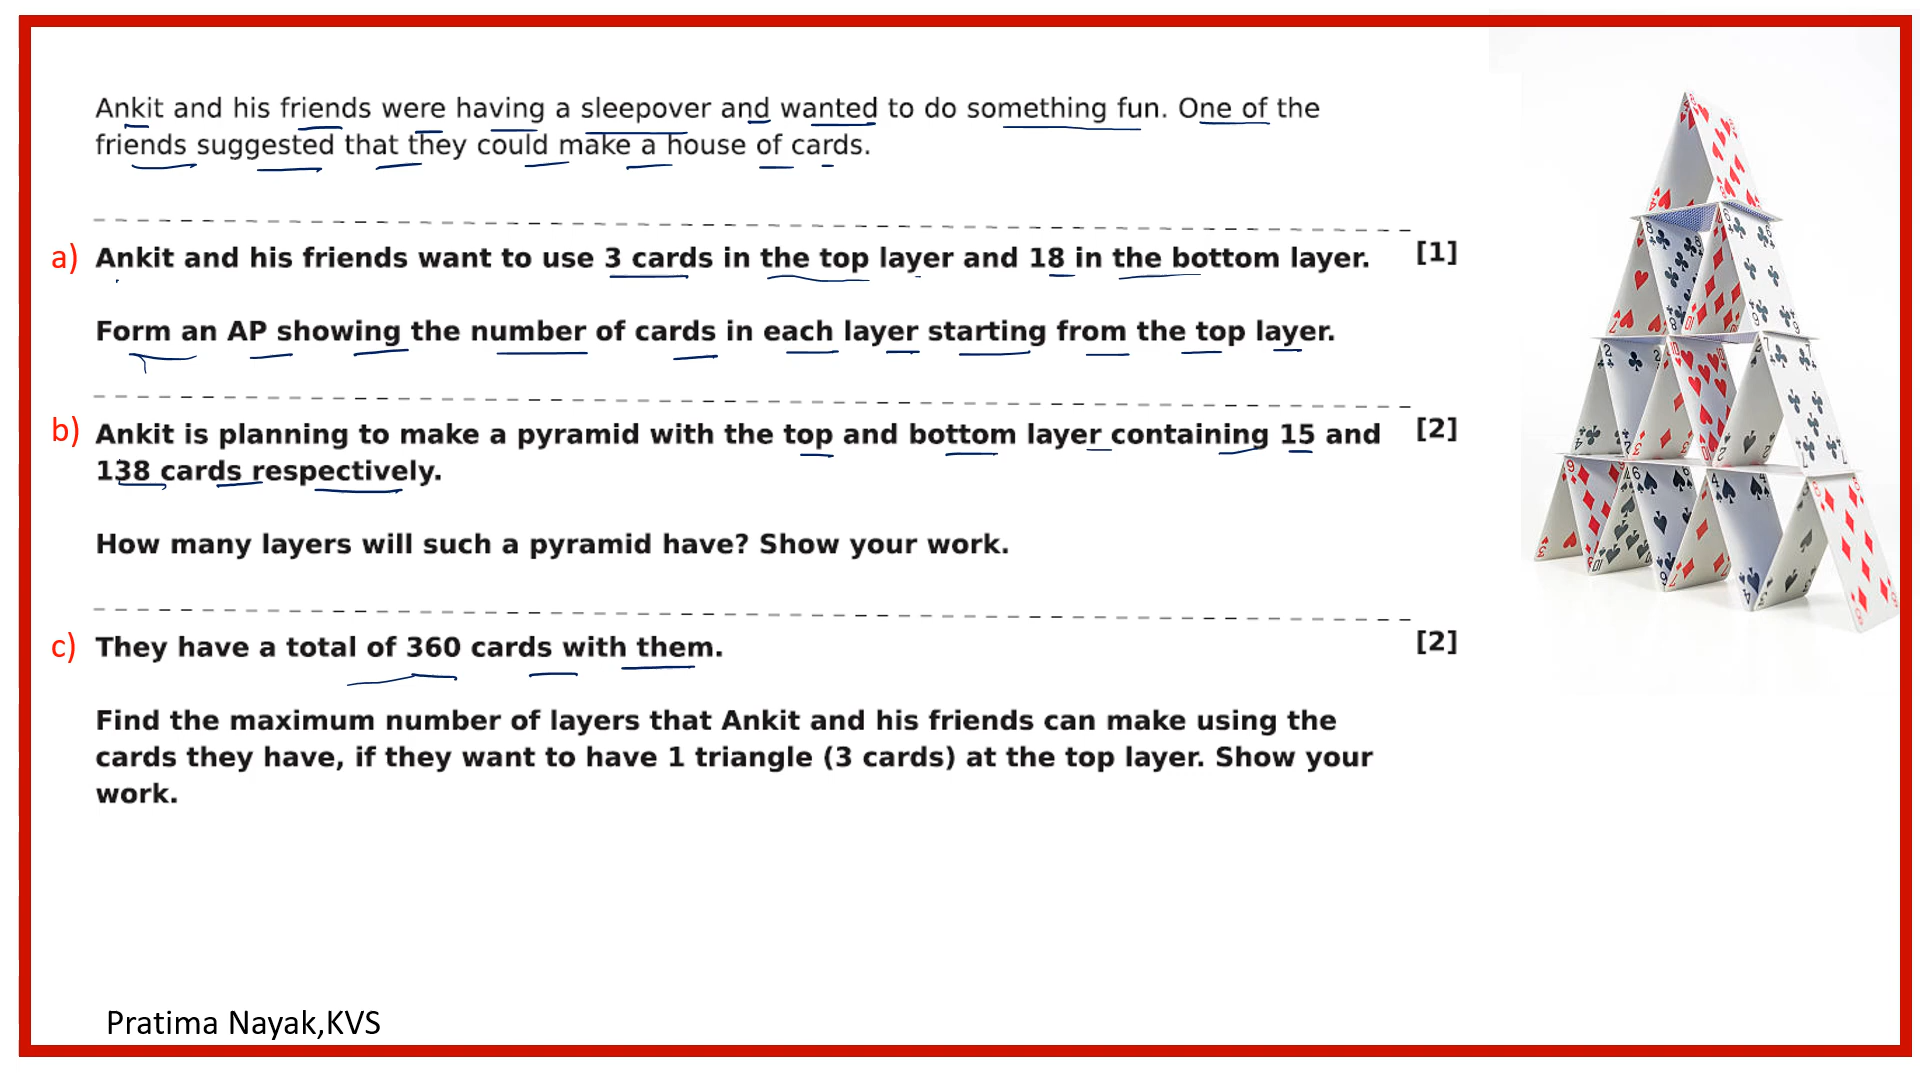 Ankit and his friends were having a sleepover and wanted to do something fun. One of the
friends suggested that they could make a house of cards.
a) Ankit and his friends want to use 3 cards in the top layer and 18 in the bottom layer. [1]
Form an AP showing the number of cards in each layer starting from the top layer.
b) Ankit is planning to make a pyramid with the top and bottom layer containing 15 and [2]
138 cards respectively.
How many layers will such a pyramid have? Show your work.
c) They have a total of 360 cards with them. [2]
Find the maximum number of layers that Ankit and his friends can make using the
cards they have, if they want to have 1 triangle (3 cards) at the top layer. Show your
work.
Pratima Nayak,KVS